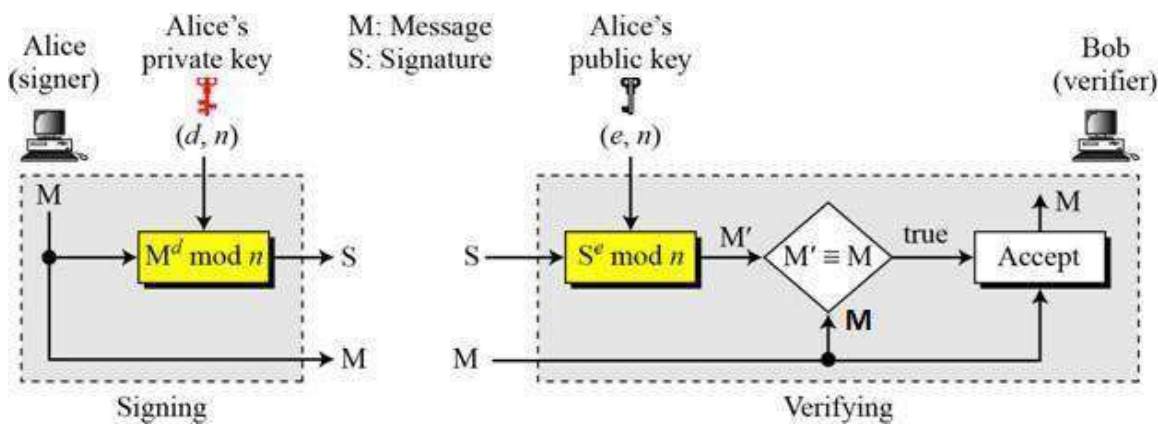 Alice
(signer)
Alice's
private key
(d, n)
M: Message
S: Signature
Alice's
public key
(e, n)
Bob
(verifier)
M
Mᵈ mod n
S
M
Signing
S
Sᵉ mod n
M′
M′ ≡ M
true
Accept
M
M
M
Verifying